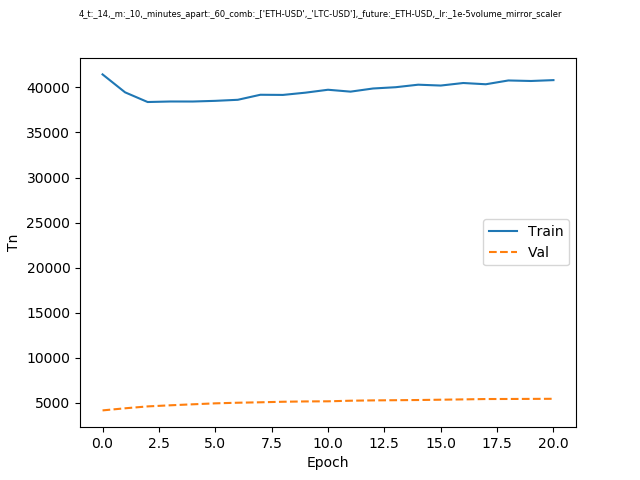 4_t:_14,_m:_10,_minutes_apart:_60_comb:_['ETH-USD',_'LTC-USD'],_future:_ETH-USD,_lr:_1e-5volume_mirror_scaler
40000
35000
30000
25000
20000
15000
10000
5000
Tn
Train
Val
0.0 2.5 5.0 7.5 10.0 12.5 15.0 17.5 20.0
Epoch